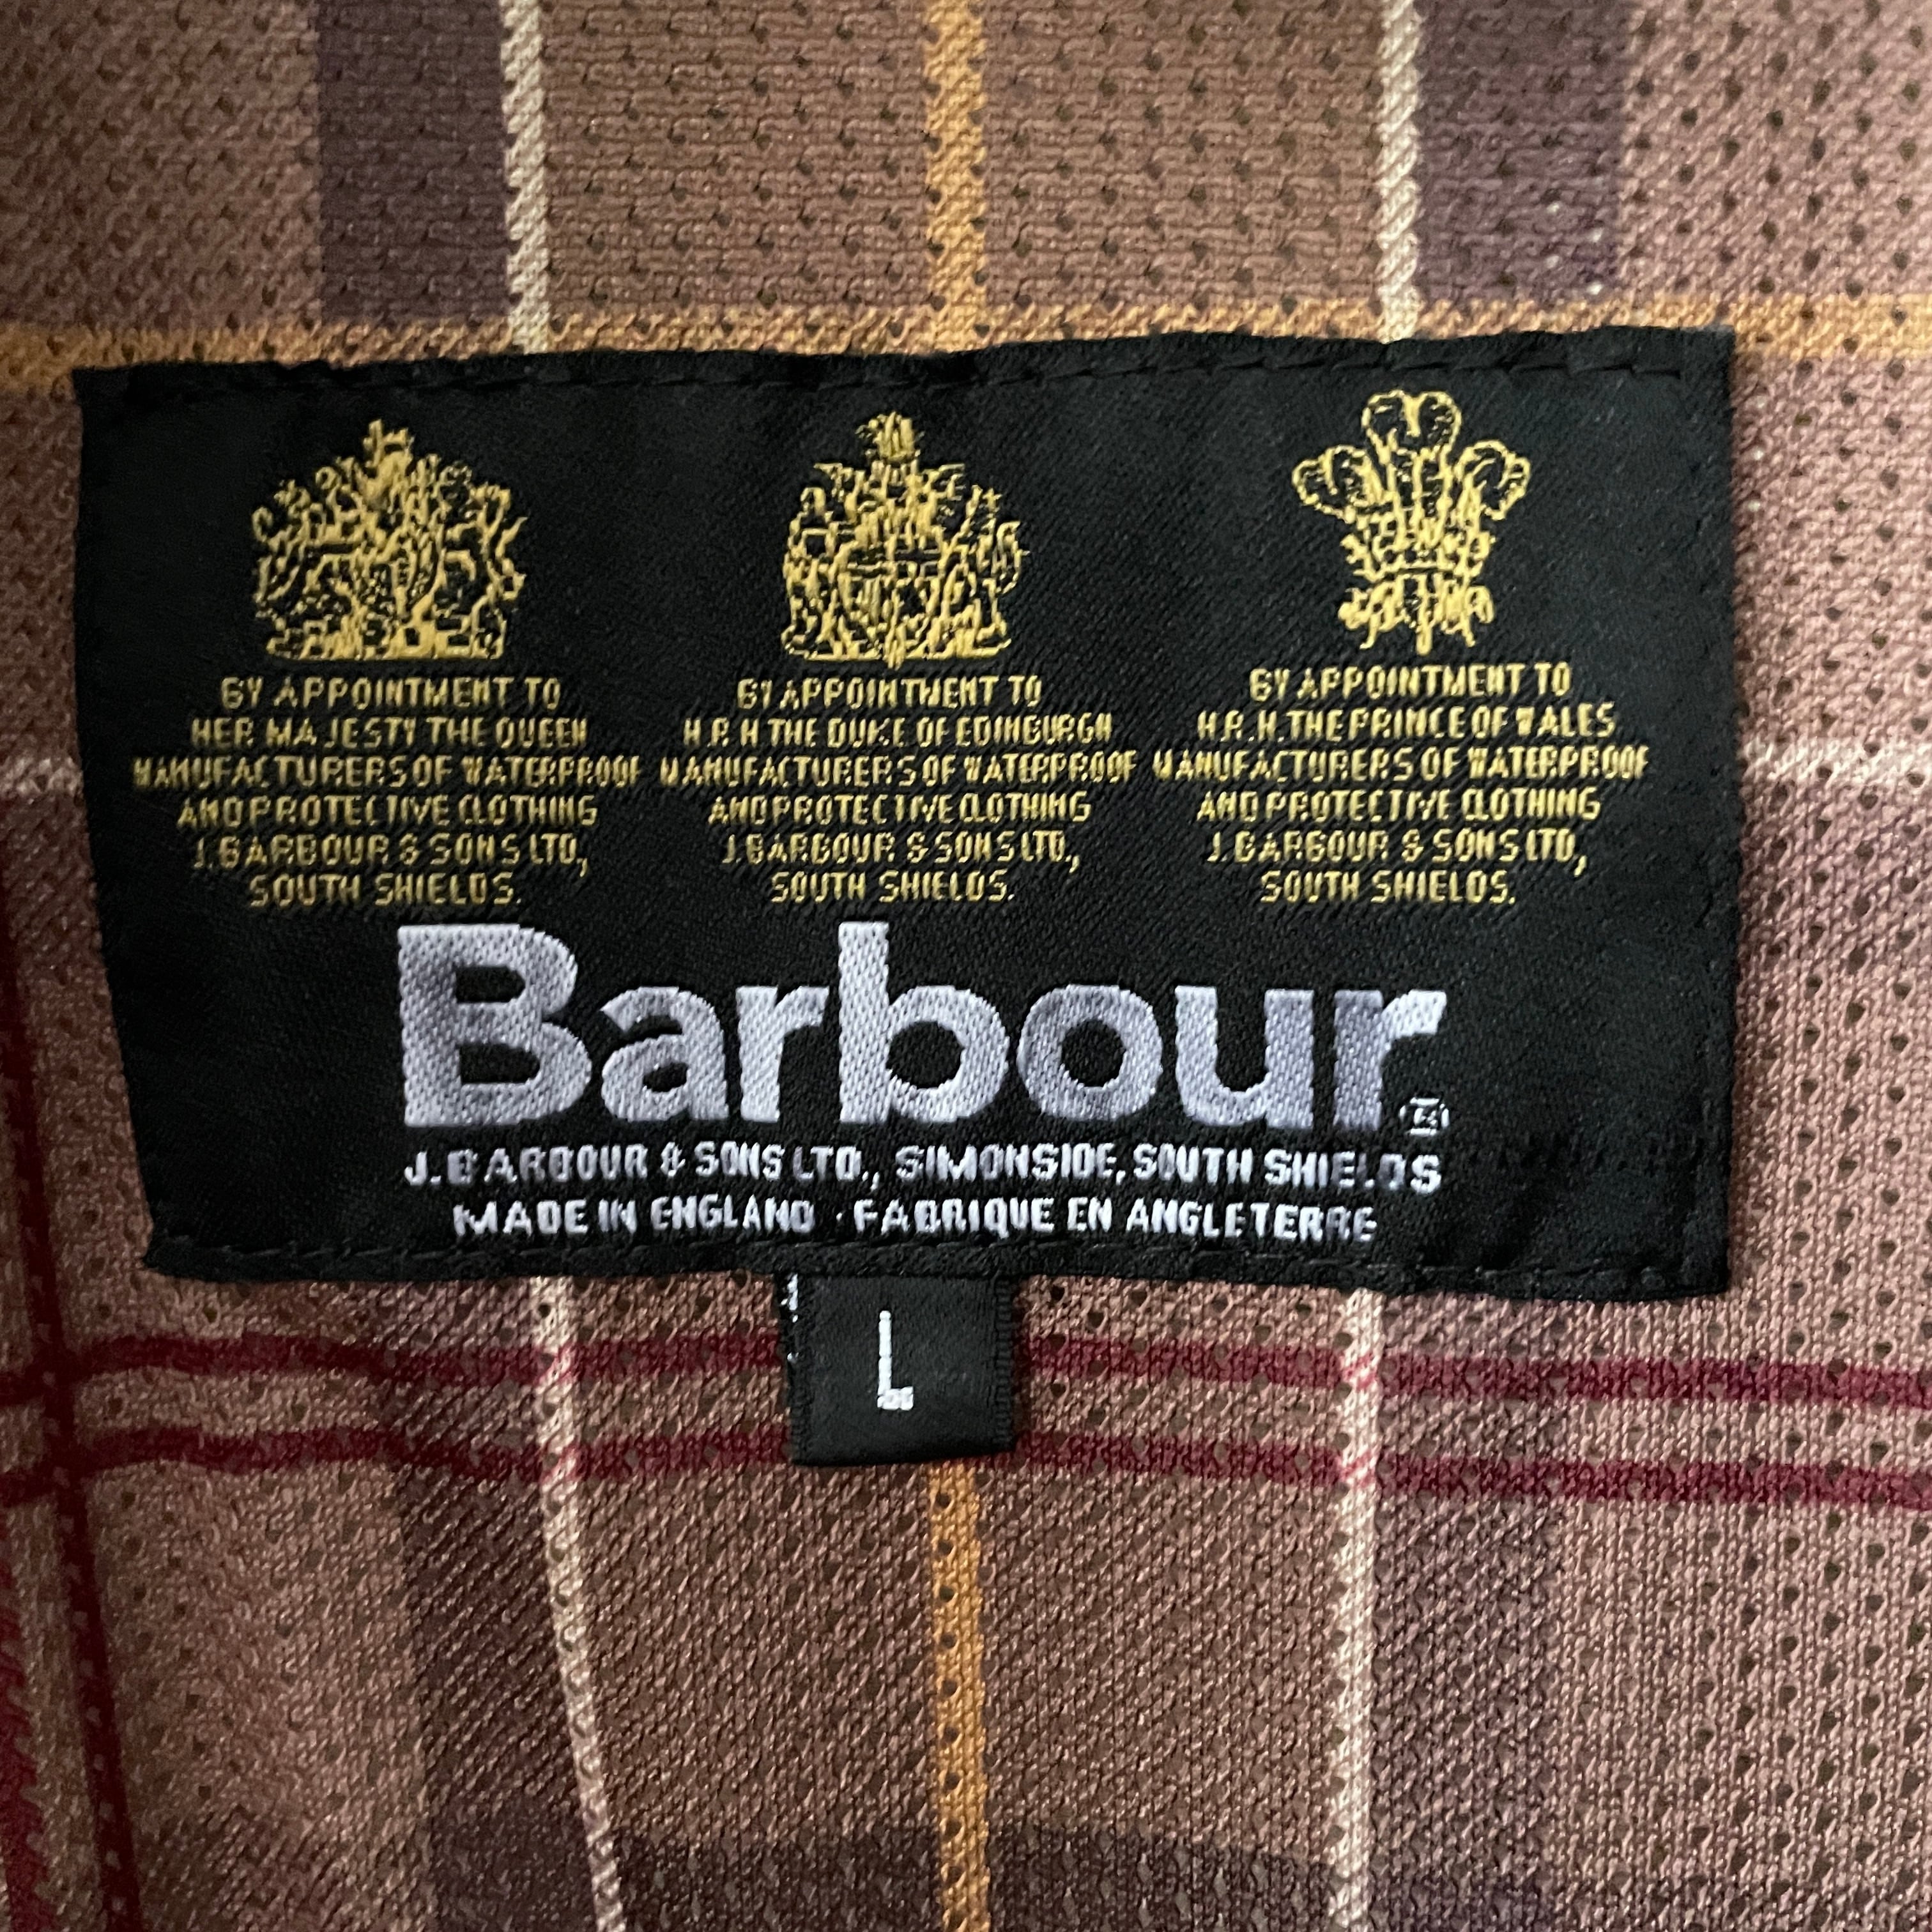 BY APPOINTMENT TO
HER MAJESTY THE QUEEN
MANUFACTURERS OF WATERPROOF
AND PROTECTIVE CLOTHING
J. BARBOUR & SONS LTD,
SOUTH SHIELDS.
BY APPOINTMENT TO
H.R.H THE DUKE OF EDINBURGH
MANUFACTURERS OF WATERPROOF
AND PROTECTIVE CLOTHING
J. BARBOUR & SONS LTD,
SOUTH SHIELDS.
BY APPOINTMENT TO
H.R.H. THE PRINCE OF WALES
MANUFACTURERS OF WATERPROOF
AND PROTECTIVE CLOTHING
J. BARBOUR & SONS LTD,
SOUTH SHIELDS.
Barbour®
J. BARBOUR & SONS LTD., SIMONSIDE, SOUTH SHIELDS
MADE IN ENGLAND · FABRIQUE EN ANGLETERRE
L